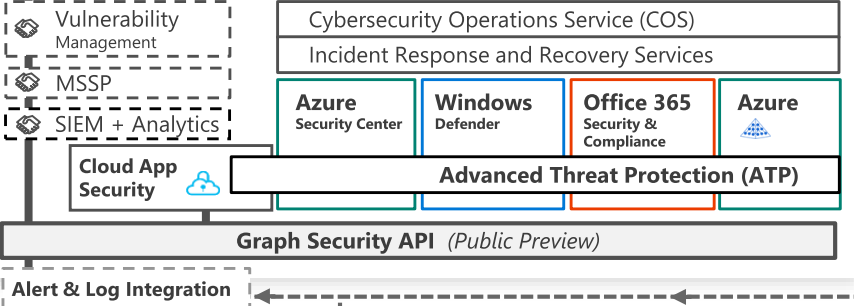 Vulnerability
Management
MSSP
SIEM + Analytics
Cybersecurity Operations Service (COS)
Incident Response and Recovery Services
Azure
Security Center
Windows
Defender
Office 365
Security &
Compliance
Azure
Cloud App
Security
Advanced Threat Protection (ATP)
Graph Security API (Public Preview)
Alert & Log Integration